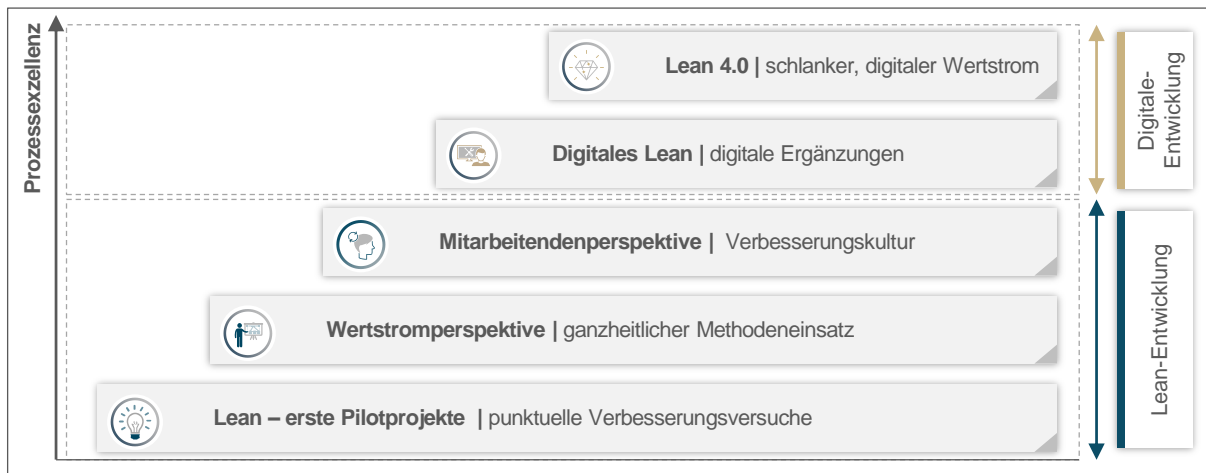 Prozessexzellenz
Lean 4.0 | schlanker, digitaler Wertstrom
Digitales Lean | digitale Ergänzungen
Mitarbeitendenperspektive | Verbesserungskultur
Wertstromperspektive | ganzheitlicher Methodeneinsatz
Lean – erste Pilotprojekte | punktuelle Verbesserungsversuche
Digitale-
Entwicklung
Lean-Entwicklung